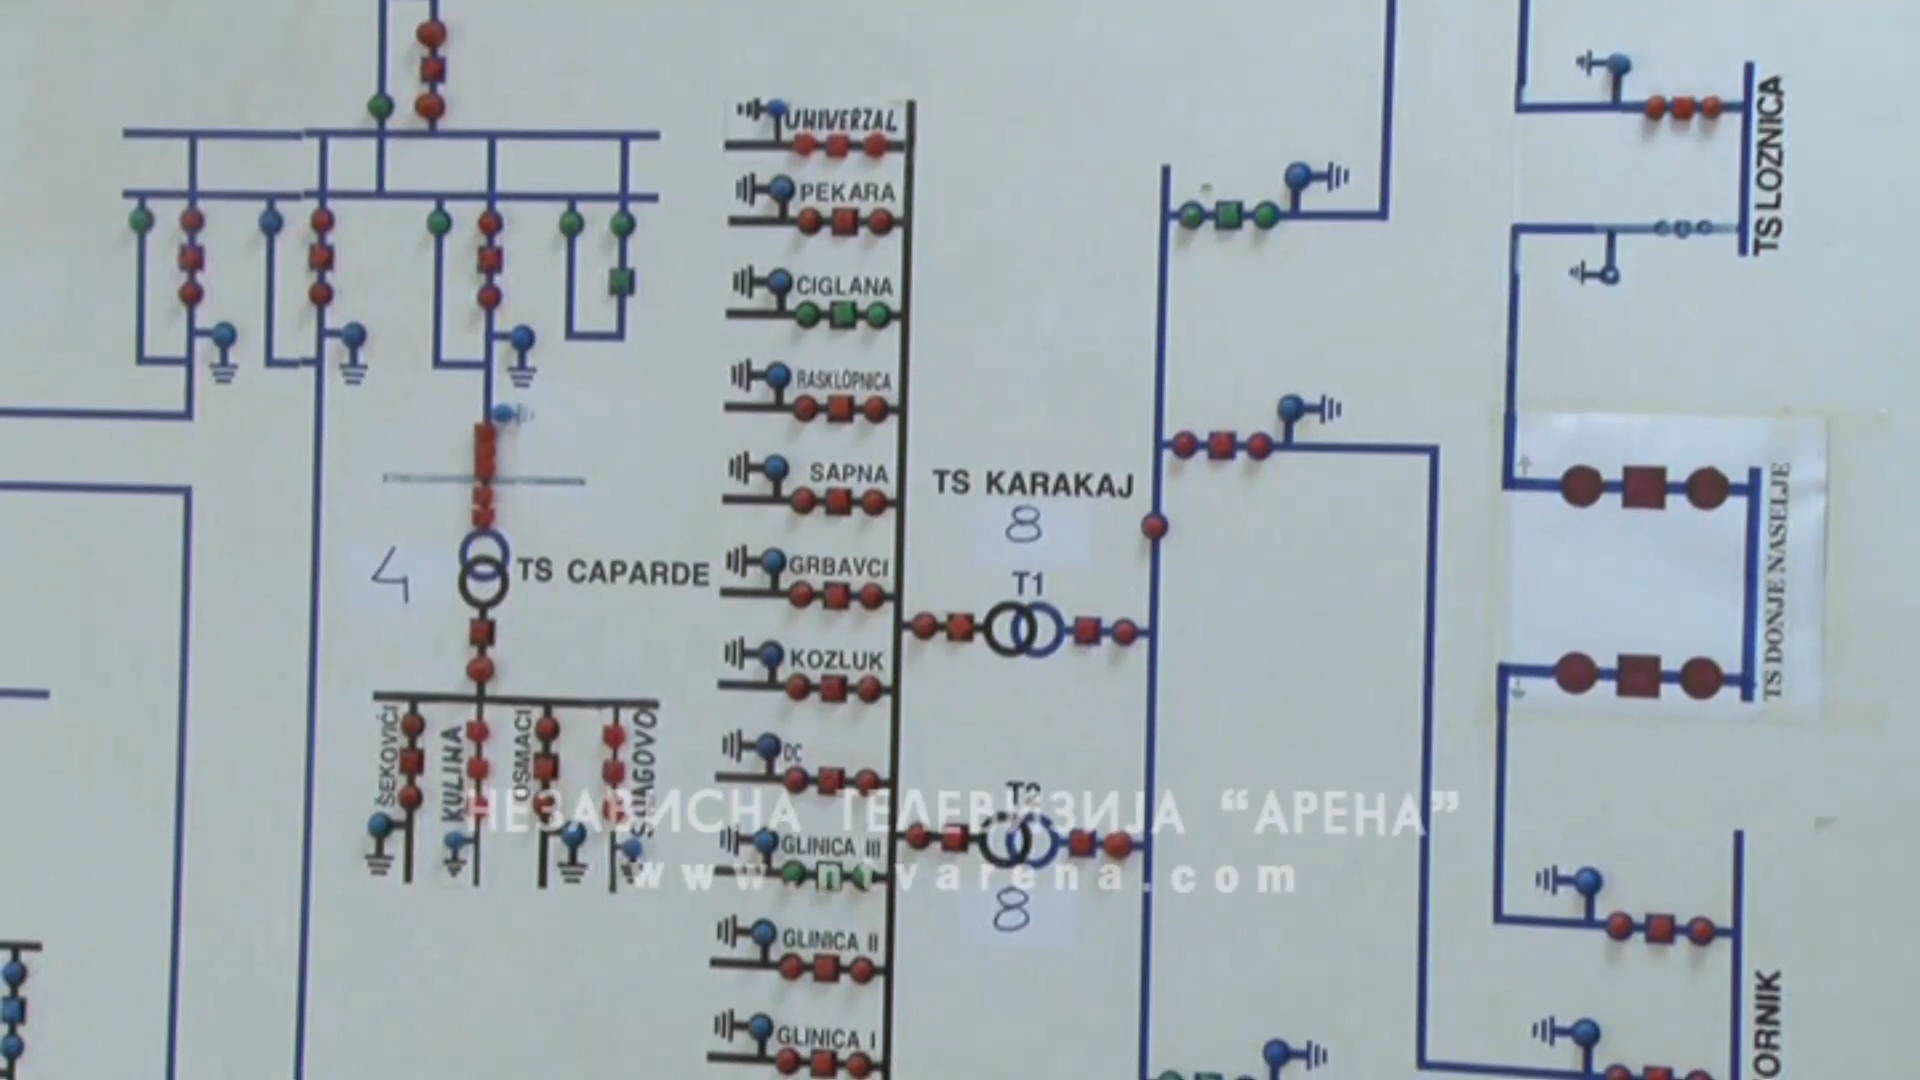 UNIVERZAL
PEKARA
CIGLANA
RASKLOPNICA
SAPNA
GRBAVCI
KOZLUK
DC
GLINICA III
GLINICA II
GLINICA I
TS KARAKAJ
8
T1
T2
8
4
TS CAPARDE
ŠEKOVIĆI
KULINA
OSMACI
TS LOZNICA
TS DONJE NASELJE
ORNIK
НЕЗАВИСНА ТЕЛЕВИЗИЈА “АРЕНА”
www.ntvarena.com